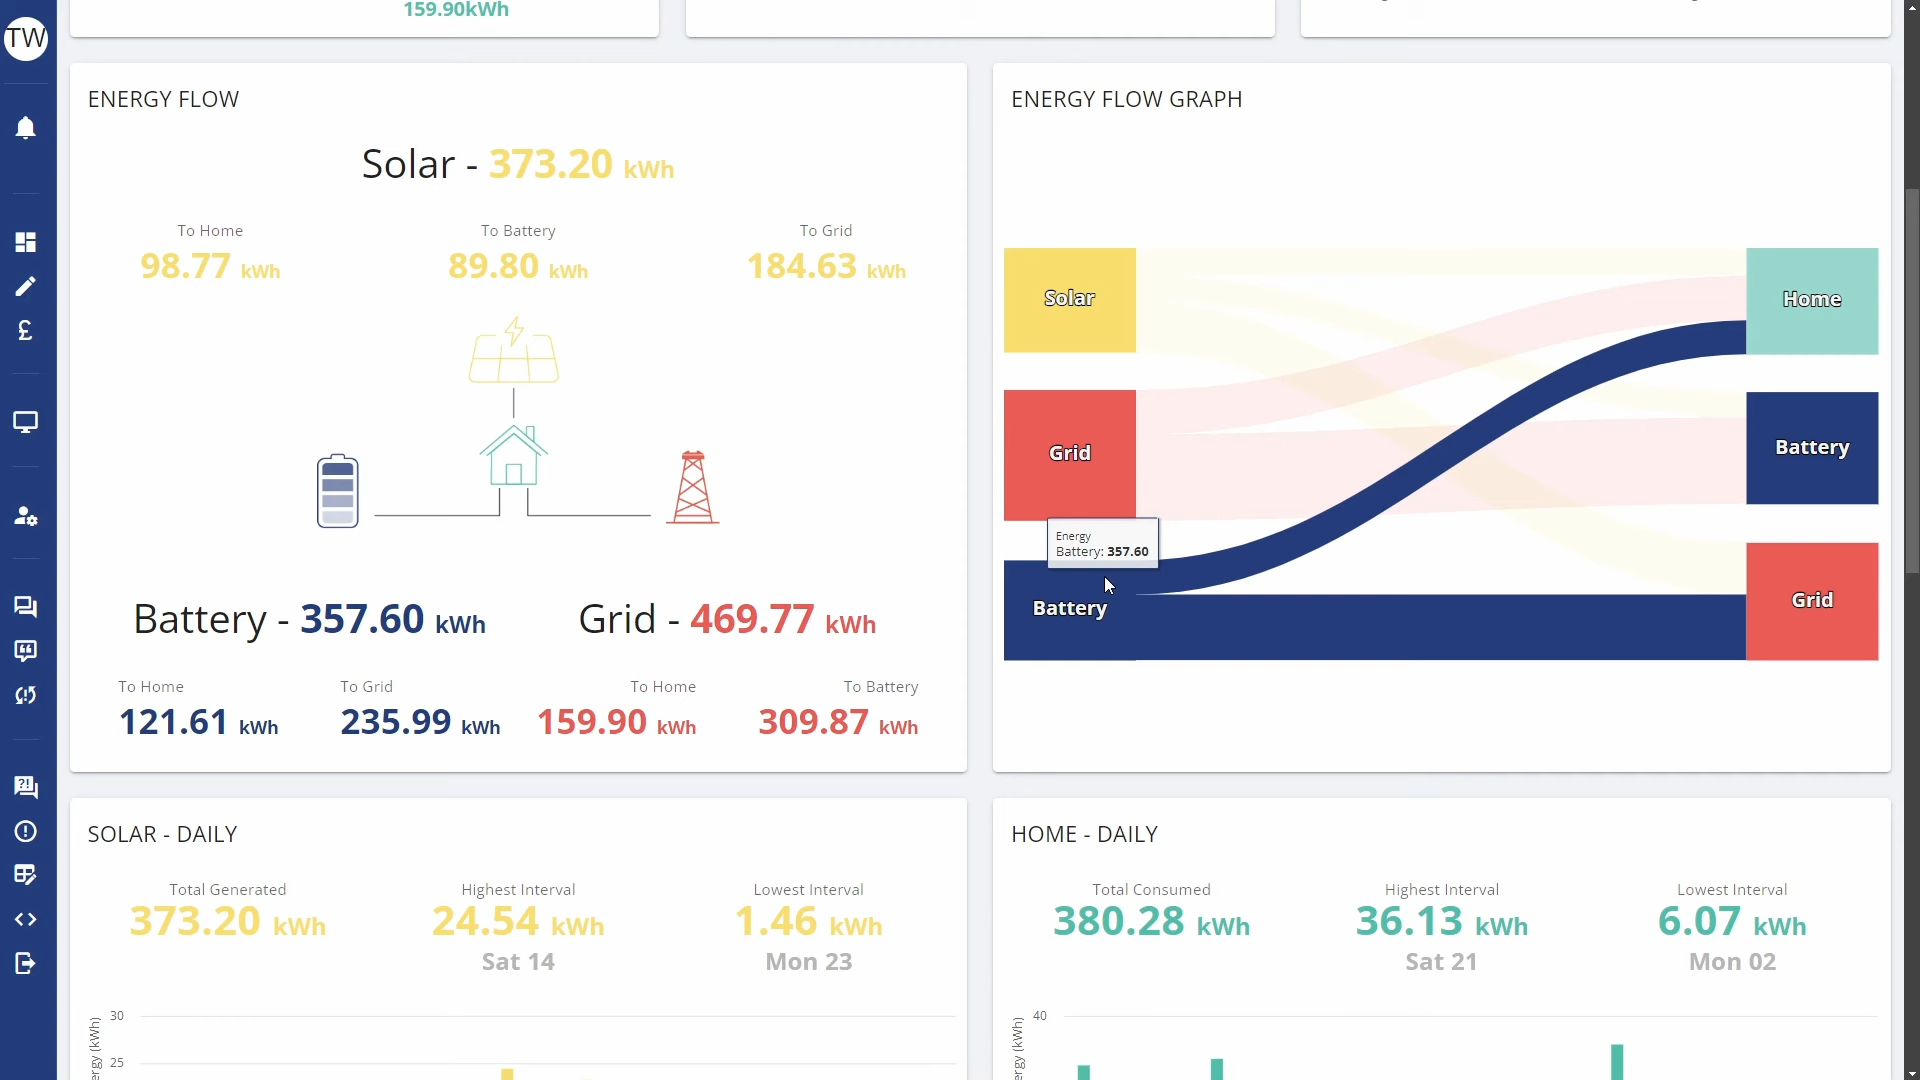 159.90kWh
TW
£
ENERGY FLOW
Solar - 373.20 kWh
To Home
To Battery
To Grid
98.77 kWh
89.80 kWh
184.63 kWh
Battery - 357.60 kWh
Grid - 469.77 kWh
To Home
To Grid
To Home
To Battery
121.61 kWh
235.99 kWh
159.90 kWh
309.87 kWh
ENERGY FLOW GRAPH
Solar
Home
Grid
Battery
Energy
Battery: 357.60
Battery
Grid
SOLAR - DAILY
Total Generated
Highest Interval
Lowest Interval
373.20 kWh
24.54 kWh
1.46 kWh
Sat 14
Mon 23
30
25
HOME - DAILY
Total Consumed
Highest Interval
Lowest Interval
380.28 kWh
36.13 kWh
6.07 kWh
Sat 21
Mon 02
40